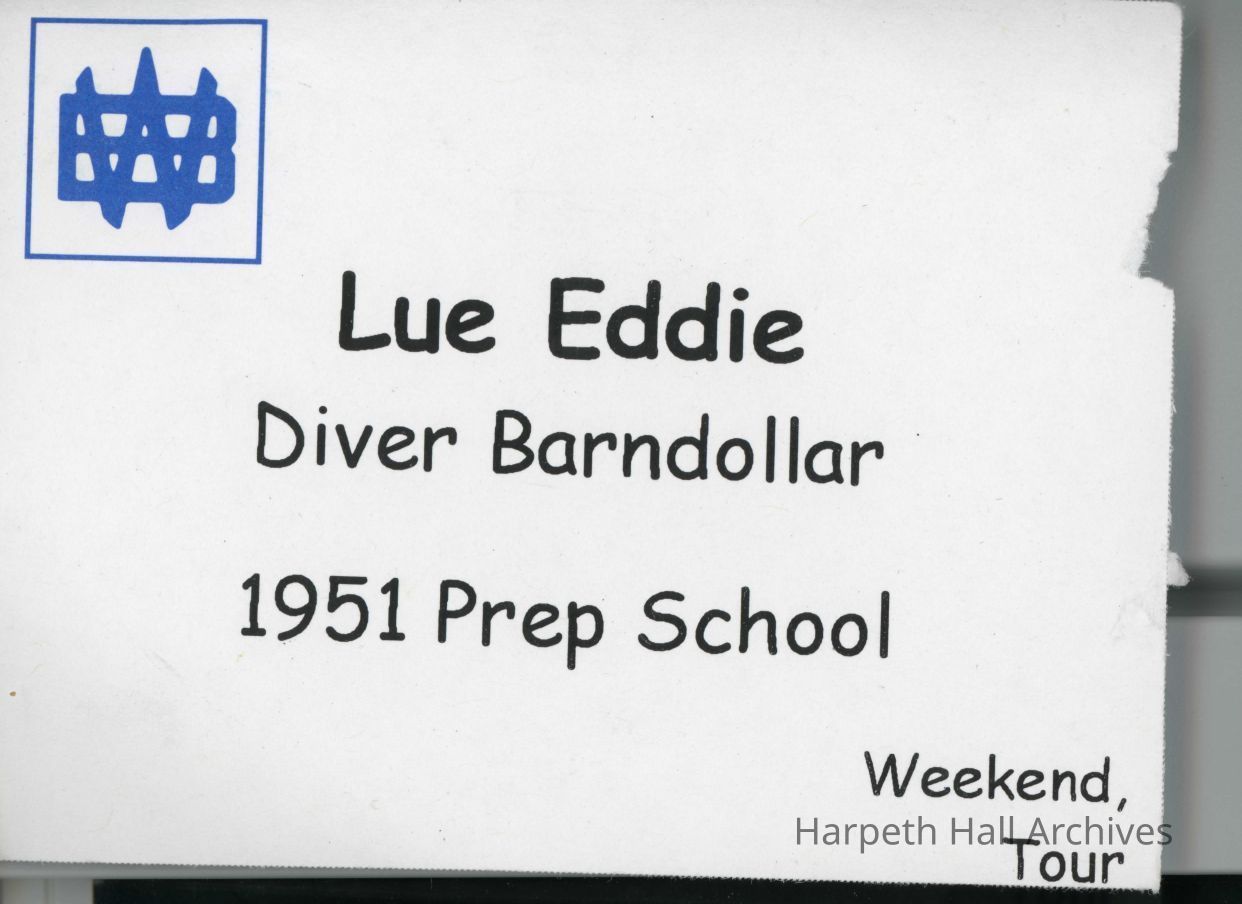 Lue Eddie
Diver Barndollar
1951 Prep School
Weekend,
Harpeth Hall Archives
Tour